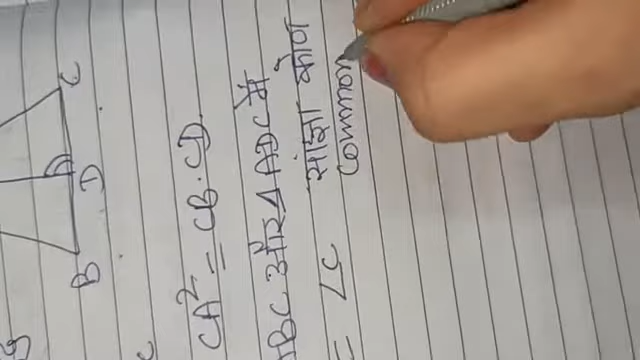 C
D
B
CA² = CB.CD
ABC और Δ ADC में
= ∠C सांझा कोण
common